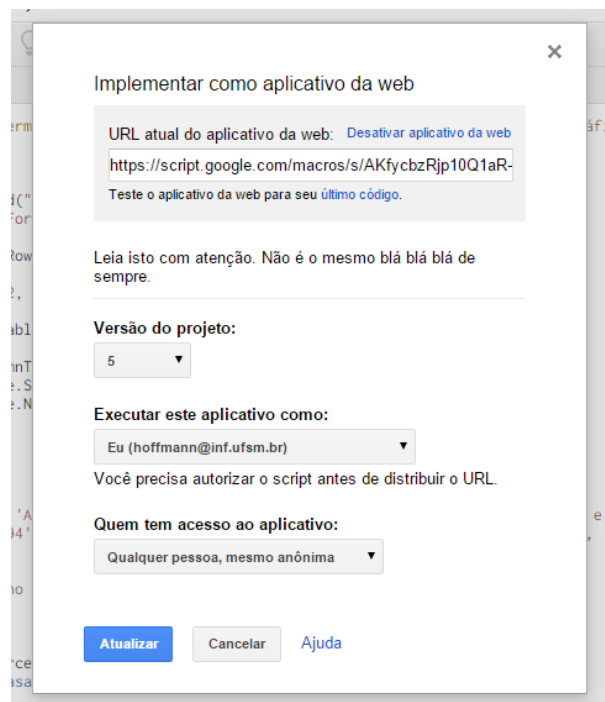 Implementar como aplicativo da web
URL atual do aplicativo da web: Desativar aplicativo da web
https://script.google.com/macros/s/AKfycbzRjp10Q1aR-
Teste o aplicativo da web para seu último código.
Leia isto com atenção. Não é o mesmo blá blá blá de
sempre.
Versão do projeto:
5
Executar este aplicativo como:
Eu (hoffmann@inf.ufsm.br)
Você precisa autorizar o script antes de distribuir o URL.
Quem tem acesso ao aplicativo:
Qualquer pessoa, mesmo anônima
Atualizar Cancelar Ajuda